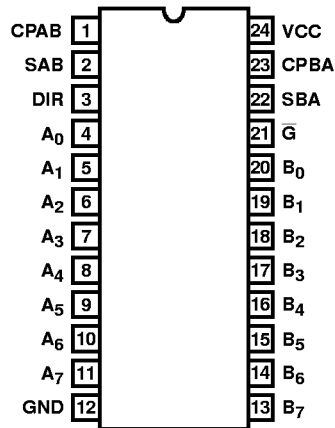 CPAB 1 24 VCC
SAB 2 23 CPBA
DIR 3 22 SBA
A0 4 21 G̅
A1 5 20 B0
A2 6 19 B1
A3 7 18 B2
A4 8 17 B3
A5 9 16 B4
A6 10 15 B5
A7 11 14 B6
GND 12 13 B7